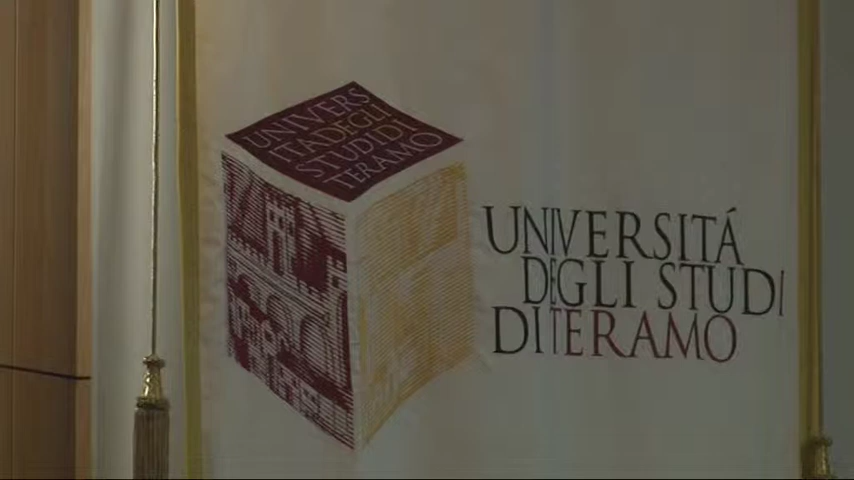 UNIVERS
ITADEGLI
STUDIDI
TERAMO
UNIVERSITÁ
DEGLI STUDI
DI TERAMO